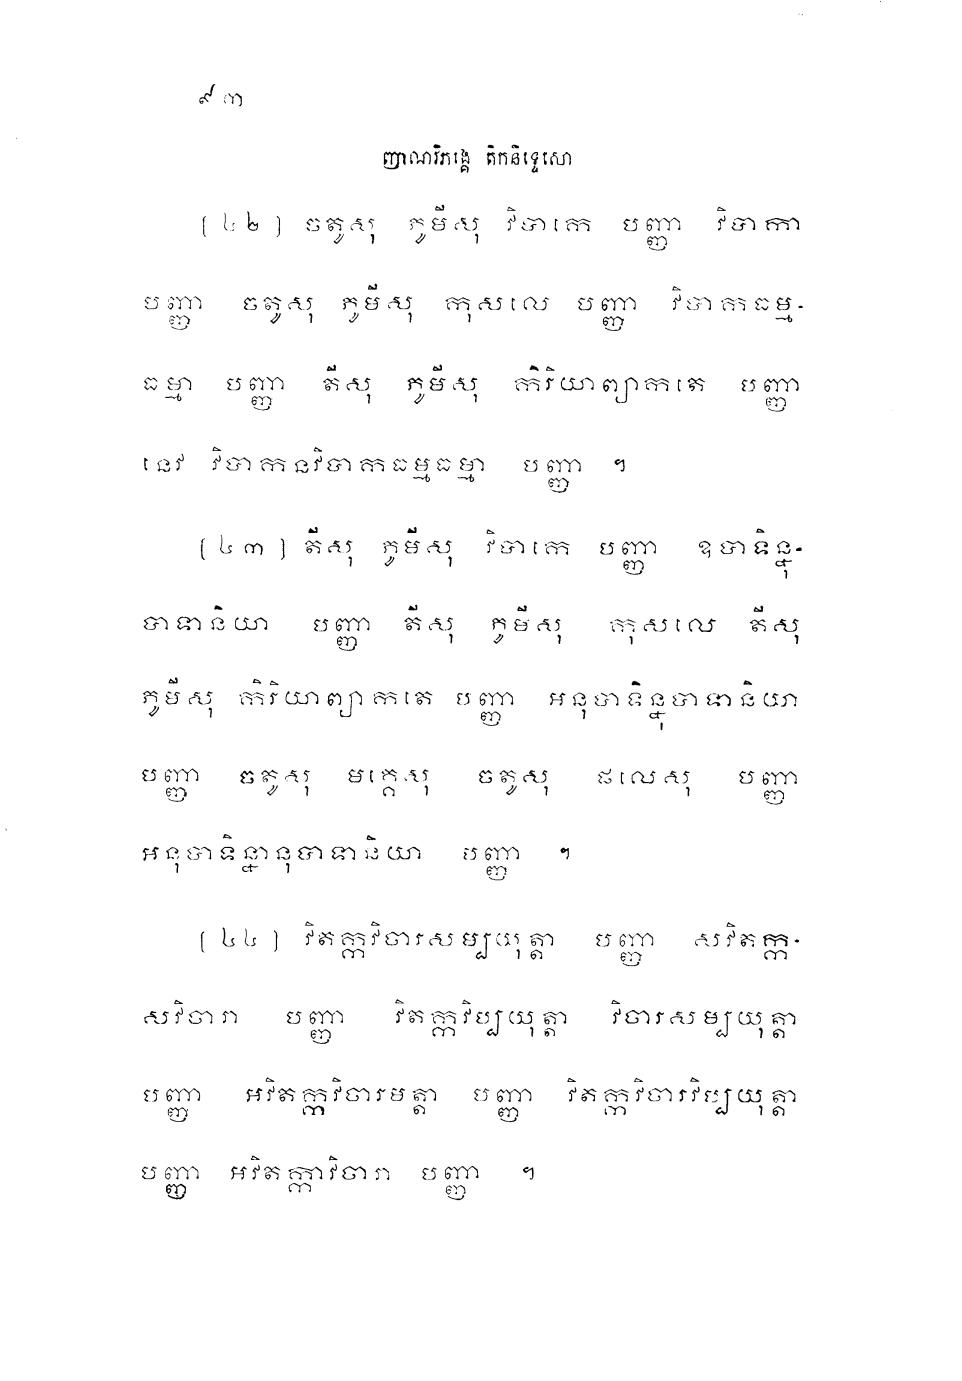 ៩៣
ញាណវិភង្គេ តិកនិទ្ទេសោ
(៤២) ចតូសុ ភូមីសុ វិបាកេ បញ្ញា វិបាកា
បញ្ញា ចតូសុ ភូមីសុ កុសលេ បញ្ញា វិបាកធម្ម-
ធម្មា បញ្ញា តីសុ ភូមីសុ កិរិយាព្យាកតេ បញ្ញា
នេវ វិបាកនវិបាកធម្មធម្មា បញ្ញា ។
(៤៣) តីសុ ភូមីសុ វិបាកេ បញ្ញា ឧបាទិន្នុ-
បាទានិយា បញ្ញា តីសុ ភូមីសុ កុសលេ តីសុ
ភូមីសុ កិរិយាព្យាកតេ បញ្ញា អនុបាទិន្នុបាទានិយា
បញ្ញា ចតូសុ មគ្គេសុ ចតូសុ ផលេសុ បញ្ញា
អនុបាទិន្នានុបាទានិយា បញ្ញា ។
(៤៤) វិតក្កវិចារសម្បយុត្តា បញ្ញា សវិតក្ក-
សវិចារា បញ្ញា វិតក្កវិប្បយុត្តា វិចារសម្បយុត្តា
បញ្ញា អវិតក្កវិចារមត្តា បញ្ញា វិតក្កវិចារវិប្បយុត្តា
បញ្ញា អវិតក្កាវិចារា បញ្ញា ។